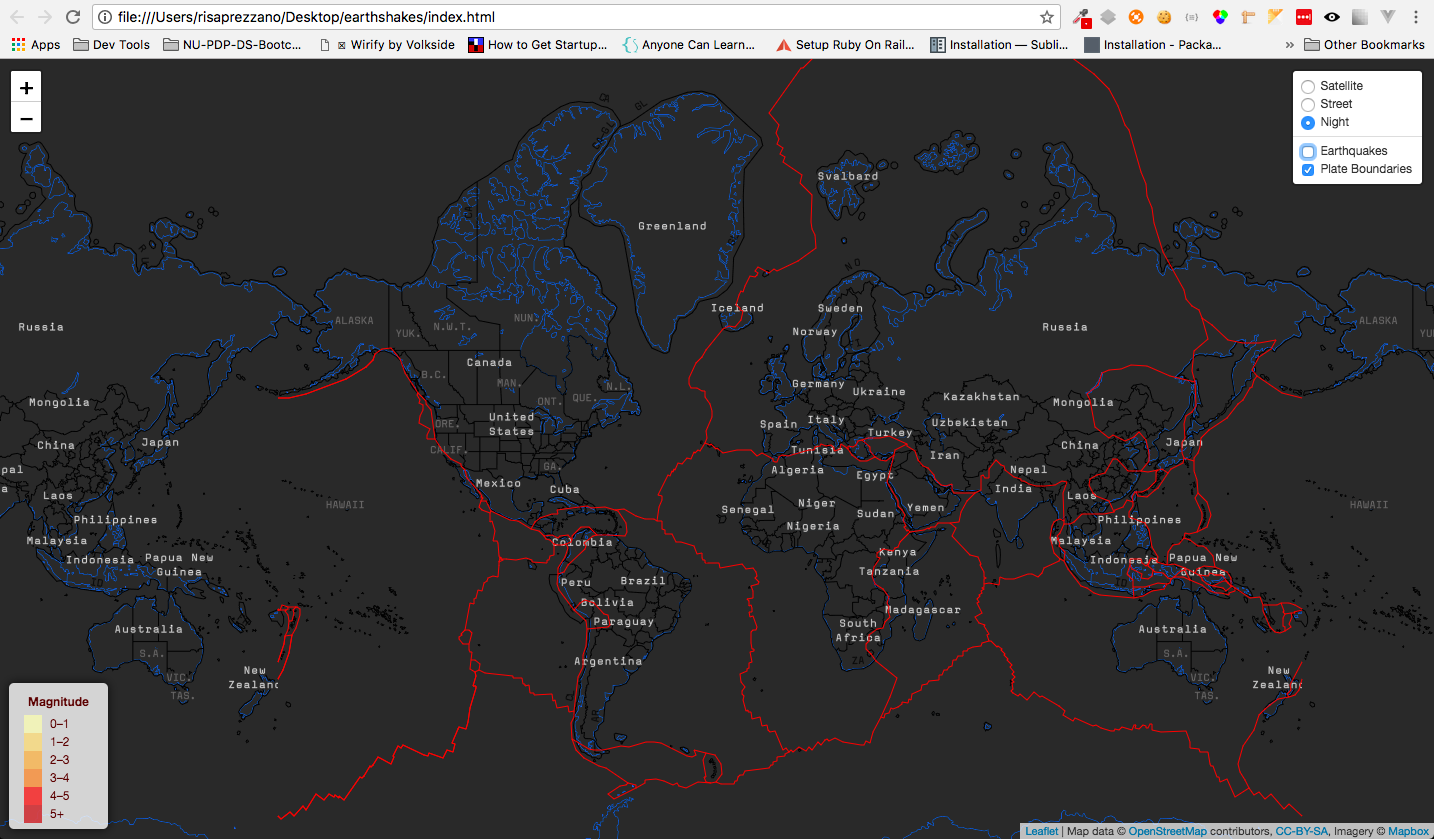 file:///Users/risaprezzano/Desktop/earthshakes/index.html
Apps
Dev Tools
NU-PDP-DS-Bootc...
Wirify by Volkside
How to Get Startup...
Anyone Can Learn...
Setup Ruby On Rail...
Installation — Subli...
Installation - Packa...
»
Other Bookmarks
+
−
Satellite
Street
Night
Earthquakes
Plate Boundaries
Svalbard
Greenland
Iceland
Sweden
Norway
Russia
Russia
ALASKA
YUK.
N.W.T.
NUN.
ALASKA
Canada
B.C.
MAN.
N.L.
ONT.
QUE.
Germany
Ukraine
Kazakhstan
Mongolia
Mongolia
United
States
ORE.
CALIF.
GA.
Spain
Italy
Turkey
Uzbekistan
China
Japan
China
Japan
Tunisia
Iran
Algeria
Egypt
Nepal
Mexico
Cuba
India
Laos
Laos
HAWAII
HAWAII
Senegal
Niger
Sudan
Yemen
Nigeria
Philippines
Philippines
Malaysia
Malaysia
Colombia
Kenya
Indonesia
Papua New
Guinea
Indonesia
Papua New
Guinea
Peru
Brazil
Tanzania
Bolivia
Madagascar
Paraguay
South
Africa
ZA
Australia
S.A.
VIC.
TAS.
Australia
S.A.
VIC.
TAS.
Argentina
AR
New
Zealand
New
Zealand
Magnitude
0–1
1–2
2–3
3–4
4–5
5+
Leaflet | Map data © OpenStreetMap contributors, CC-BY-SA, Imagery © Mapbox